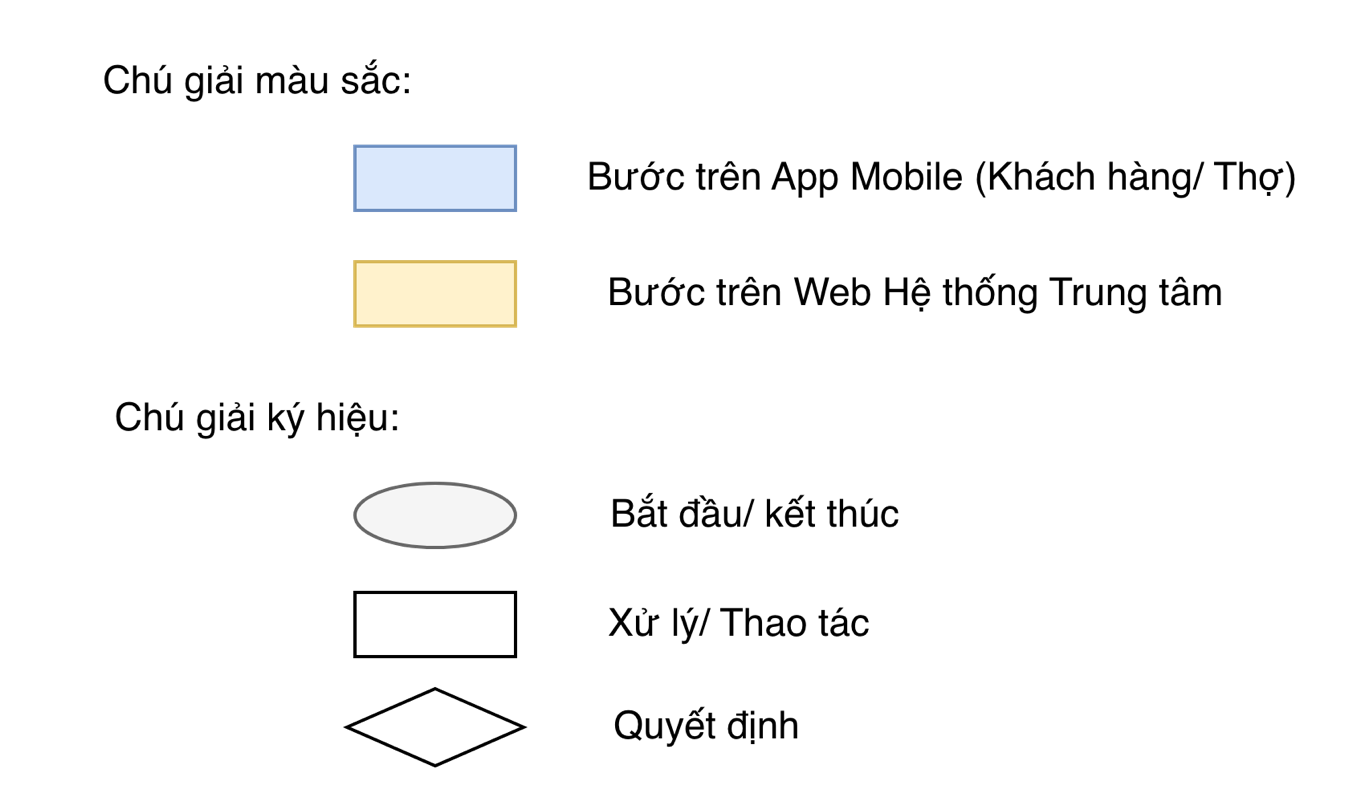 Chú giải màu sắc:
Bước trên App Mobile (Khách hàng/ Thợ)
Bước trên Web Hệ thống Trung tâm
Chú giải ký hiệu:
Bắt đầu/ kết thúc
Xử lý/ Thao tác
Quyết định